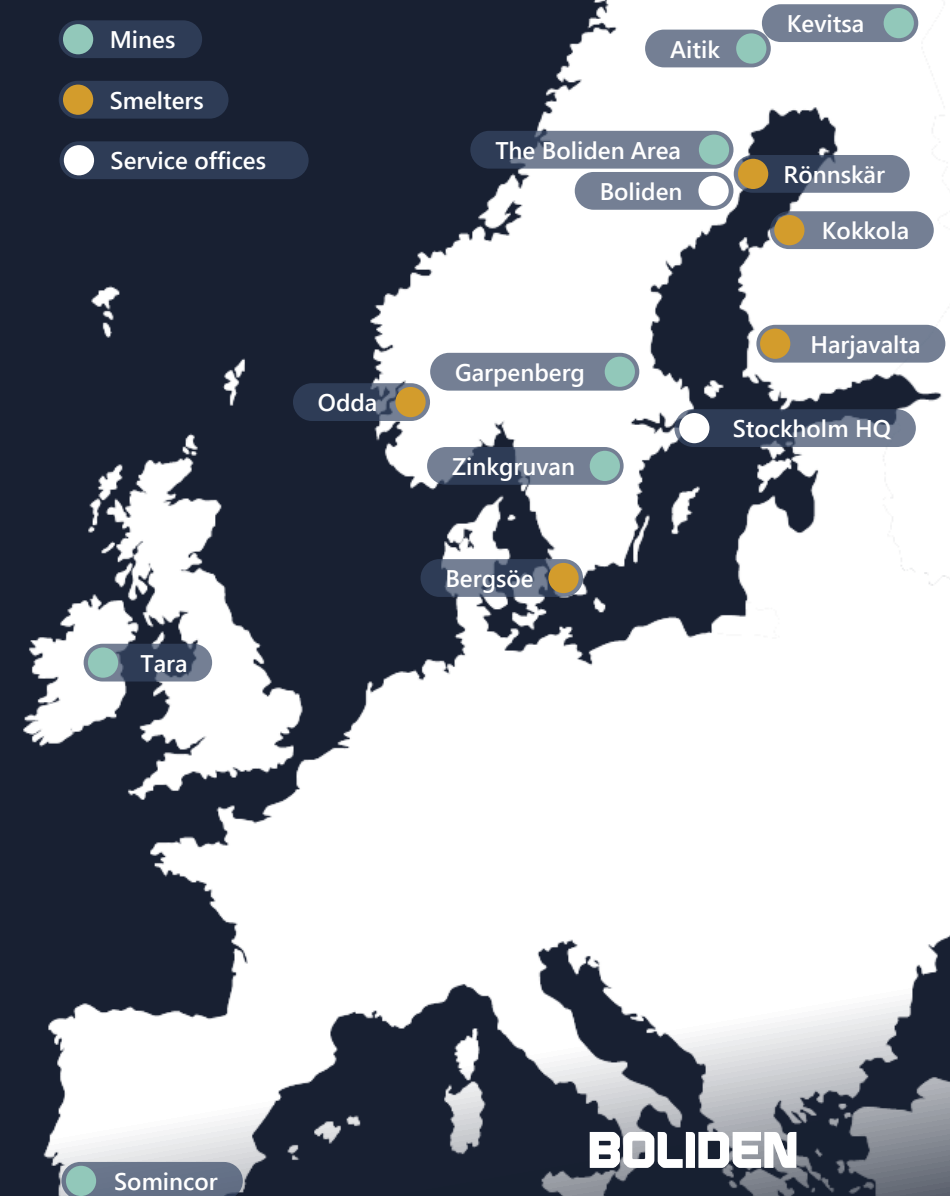 Mines
Smelters
Service offices
Kevitsa
Aitik
The Boliden Area
Boliden
Rönnskär
Kokkola
Harjavalta
Garpenberg
Odda
Stockholm HQ
Zinkgruvan
Bergsöe
Tara
BOLIDEN
Somincor